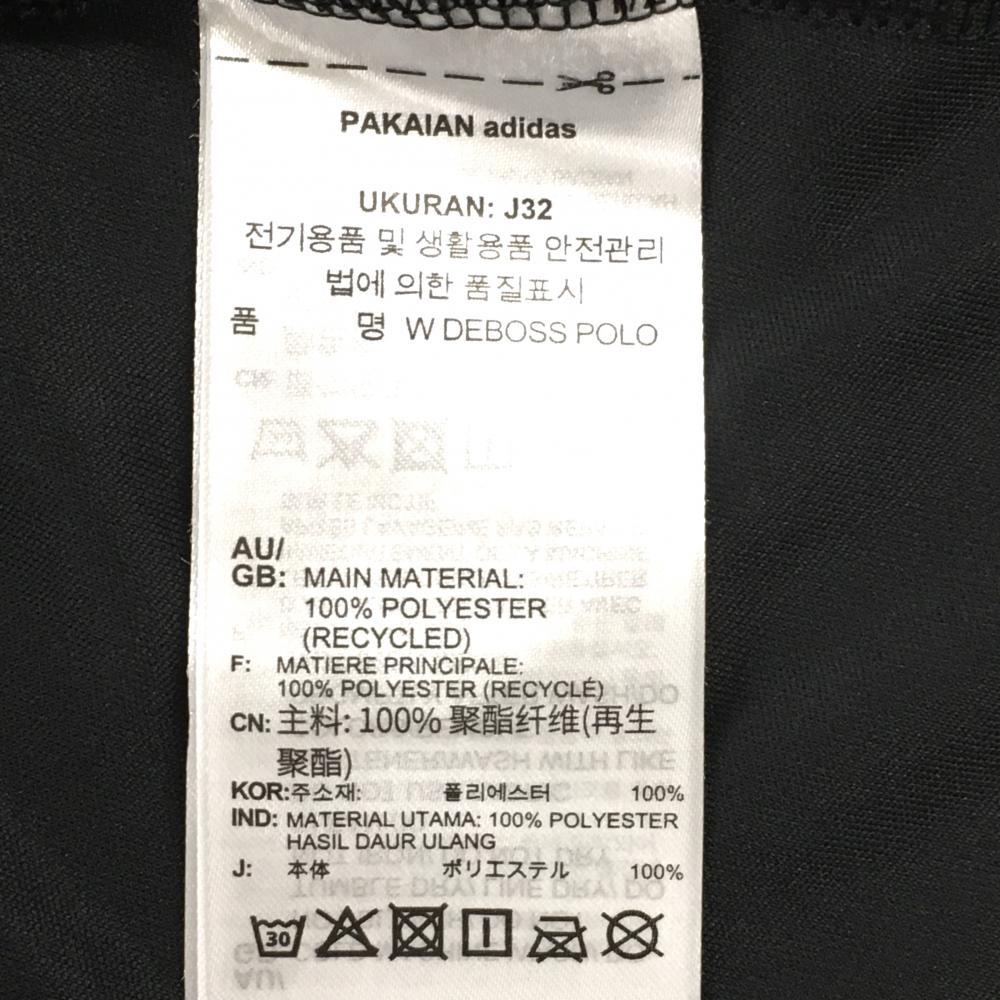 PAKAIAN adidas
UKURAN: J32
전기용품 및 생활용품 안전관리
법에 의한 품질표시
품 명 W DEBOSS POLO
AU/
GB: MAIN MATERIAL:
100% POLYESTER
(RECYCLED)
F: MATIERE PRINCIPALE:
100% POLYESTER (RECYCLÉ)
CN: 主料: 100% 聚酯纤维(再生
聚酯)
KOR:주소재: 폴리에스터 100%
IND: MATERIAL UTAMA: 100% POLYESTER
HASIL DAUR ULANG
J: 本体 ポリエステル 100%
30